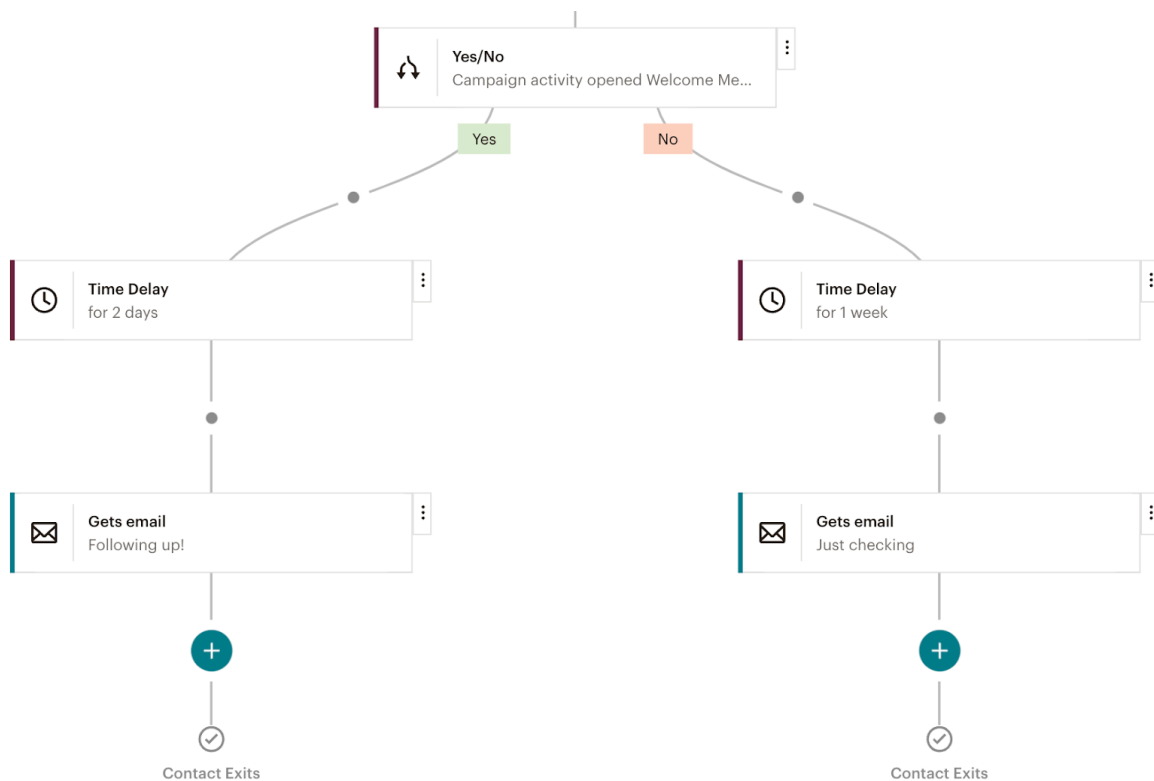 Yes/No
Campaign activity opened Welcome Me...
Yes
No
Time Delay
for 2 days
Time Delay
for 1 week
Gets email
Following up!
Gets email
Just checking
Contact Exits
Contact Exits